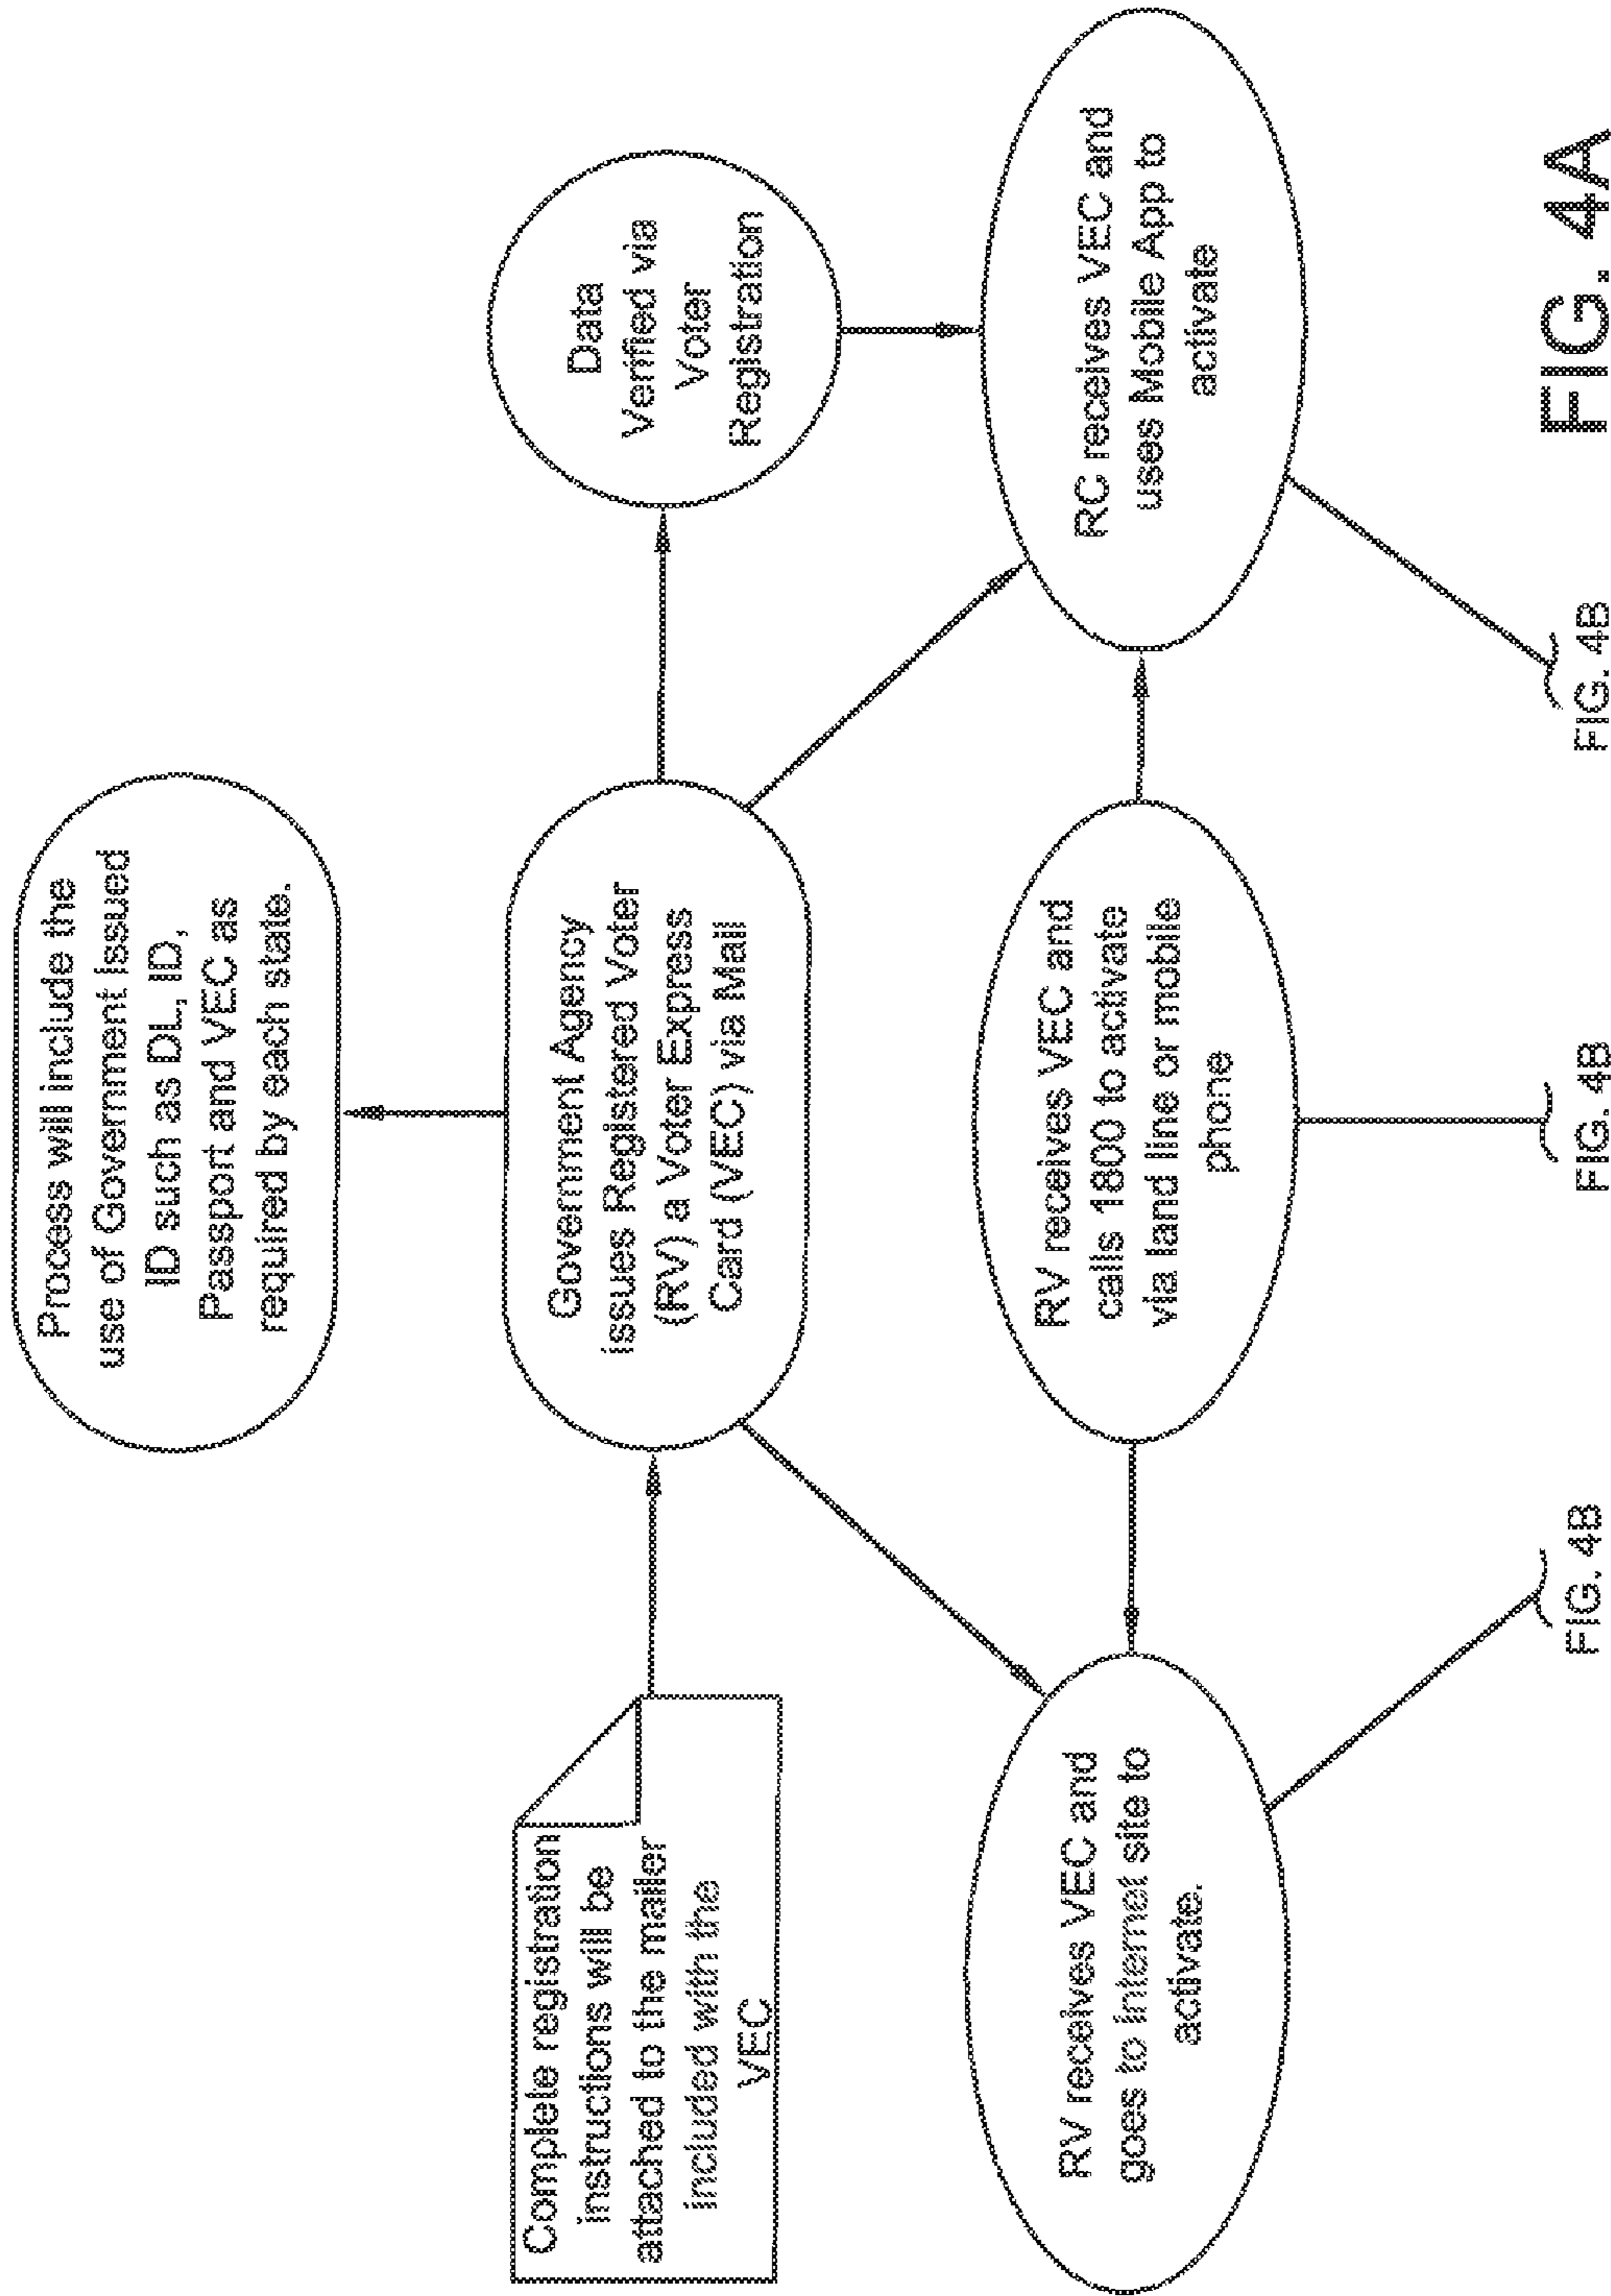 Process will include the
use of Government issued
ID such as DL, ID,
Passport and VEC as
required by each state.
Complete registration
instructions will be
attached to the mailer
included with the
VEC
Government Agency
issues Registered Voter
(RV) a Voter Express
Card (VEC) via Mail
Data
Verified via
Voter
Registration
RV receives VEC and
goes to internet site to
activate.
RV receives VEC and
calls 1800 to activate
via land line or mobile
phone
RC receives VEC and
uses Mobile App to
activate
FIG. 4B
FIG. 4B
FIG. 4B
FIG. 4A